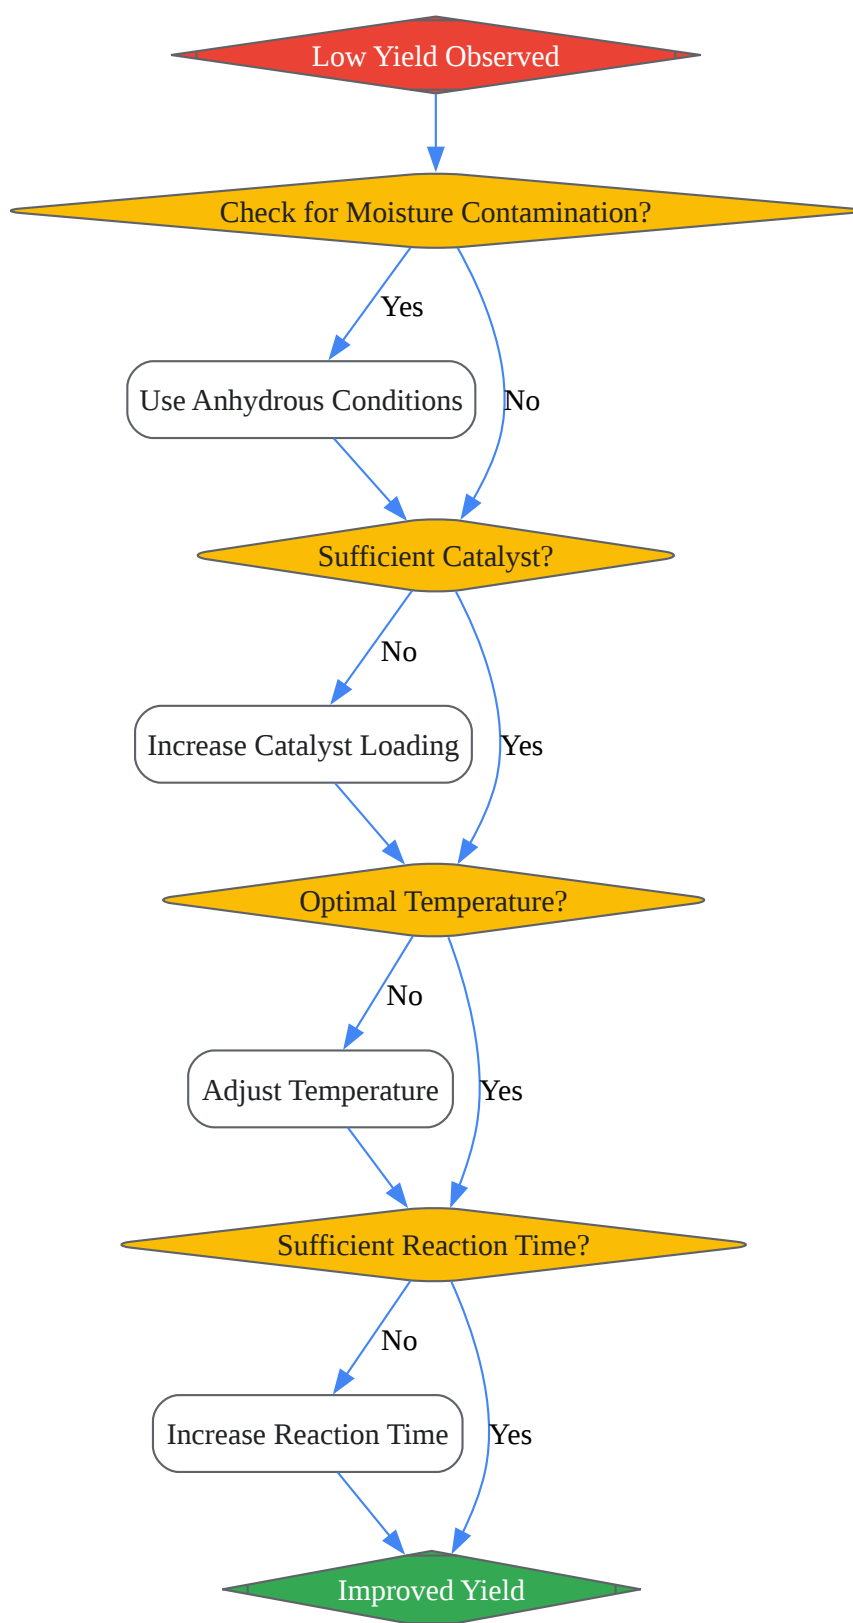 Low Yield Observed
Check for Moisture Contamination?
Yes
Use Anhydrous Conditions
No
Sufficient Catalyst?
No
Increase Catalyst Loading
Yes
Optimal Temperature?
No
Adjust Temperature
Yes
Sufficient Reaction Time?
No
Increase Reaction Time
Yes
Improved Yield